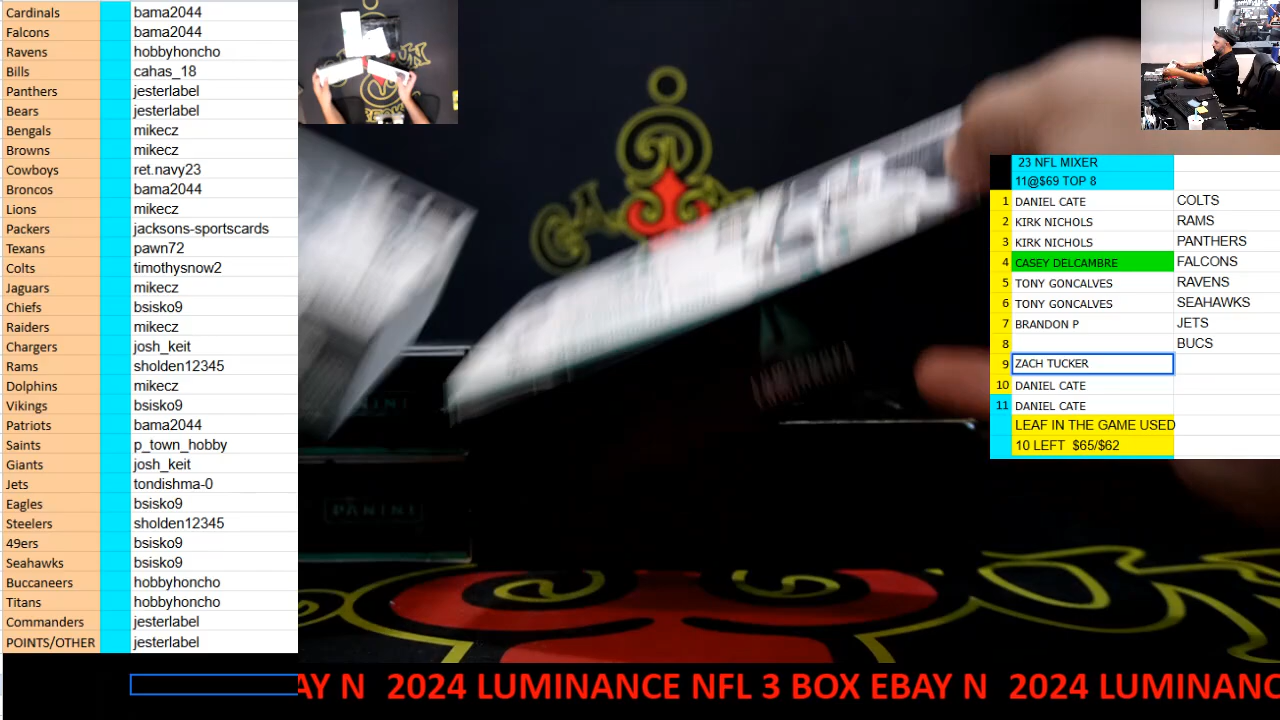 Cardinals bama2044
Falcons bama2044
Ravens hobbyhoncho
Bills cahas_18
Panthers jesterlabel
Bears jesterlabel
Bengals mikecz
Browns mikecz
Cowboys ret.navy23
Broncos bama2044
Lions mikecz
Packers jacksons-sportscards
Texans pawn72
Colts timothysnow2
Jaguars mikecz
Chiefs bsisko9
Raiders mikecz
Chargers josh_keit
Rams sholden12345
Dolphins mikecz
Vikings bsisko9
Patriots bama2044
Saints p_town_hobby
Giants josh_keit
Jets tondishma-0
Eagles bsisko9
Steelers sholden12345
49ers bsisko9
Seahawks bsisko9
Buccaneers hobbyhoncho
Titans hobbyhoncho
Commanders jesterlabel
POINTS/OTHER jesterlabel
LUMINANCE
PANINI
PANINI
23 NFL MIXER
11@$69 TOP 8
1 DANIEL CATE COLTS
2 KIRK NICHOLS RAMS
3 KIRK NICHOLS PANTHERS
4 CASEY DELCAMBRE FALCONS
5 TONY GONCALVES RAVENS
6 TONY GONCALVES SEAHAWKS
7 BRANDON P JETS
8 BUCS
9 ZACH TUCKER
10 DANIEL CATE
11 DANIEL CATE
LEAF IN THE GAME USED
10 LEFT $65/$62
AY N 2024 LUMINANCE NFL 3 BOX EBAY N 2024 LUMINANC